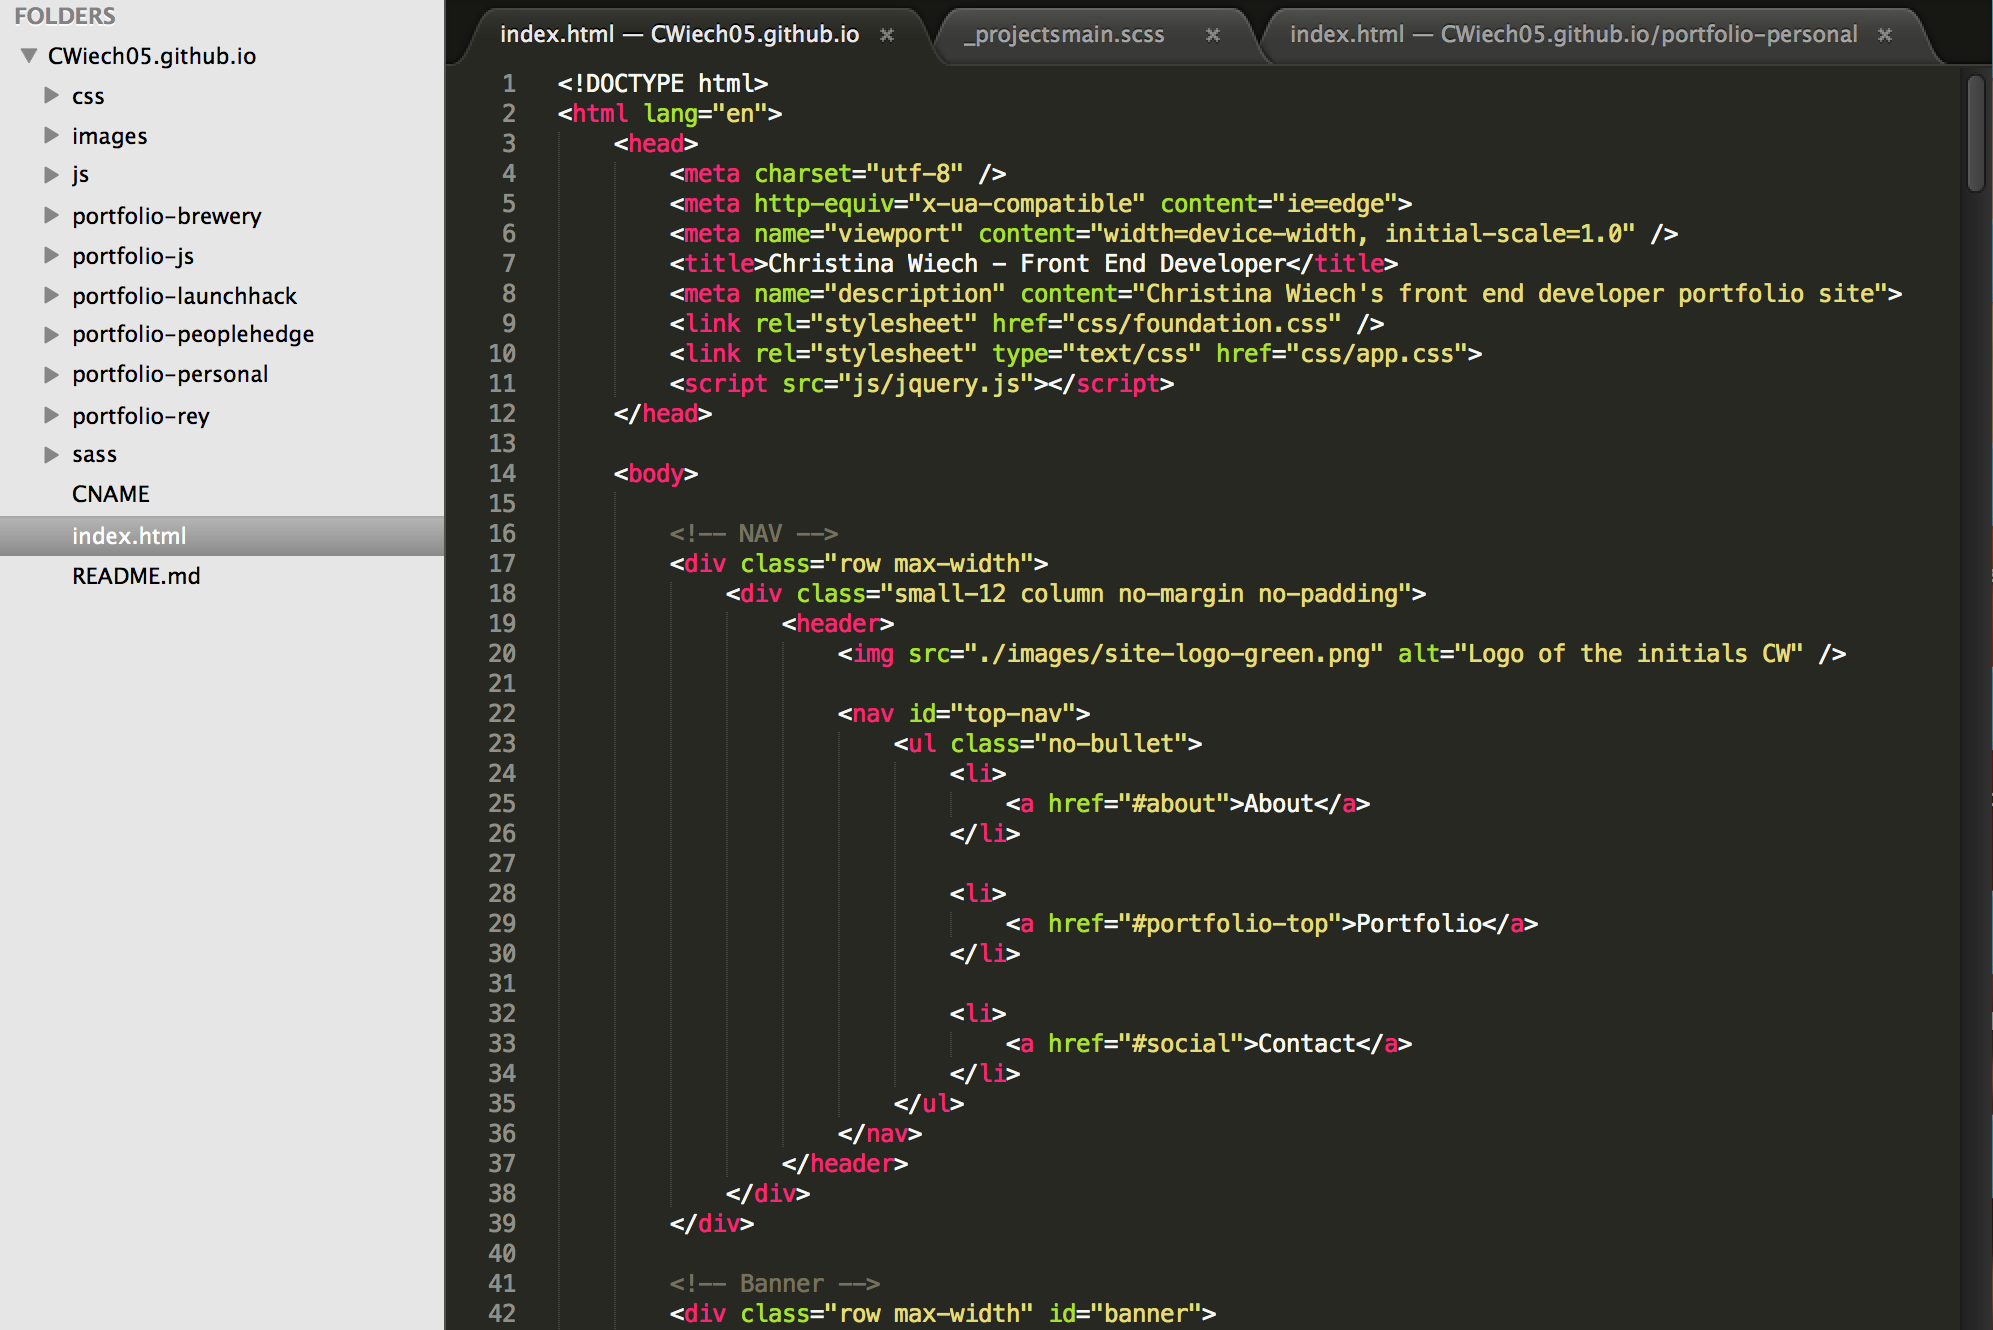 FOLDERS
CWiech05.github.io
css
images
js
portfolio-brewery
portfolio-js
portfolio-launchhack
portfolio-peoplehedge
portfolio-personal
portfolio-rey
sass
CNAME
index.html
README.md
index.html — CWiech05.github.io × _projectsmain.scss × index.html — CWiech05.github.io/portfolio-personal ×
1 <!DOCTYPE html>
2 <html lang="en">
3     <head>
4         <meta charset="utf-8" />
5         <meta http-equiv="x-ua-compatible" content="ie=edge">
6         <meta name="viewport" content="width=device-width, initial-scale=1.0" />
7         <title>Christina Wiech - Front End Developer</title>
8         <meta name="description" content="Christina Wiech's front end developer portfolio site">
9         <link rel="stylesheet" href="css/foundation.css" />
10         <link rel="stylesheet" type="text/css" href="css/app.css">
11         <script src="js/jquery.js"></script>
12     </head>
13
14     <body>
15
16         <!-- NAV -->
17         <div class="row max-width">
18             <div class="small-12 column no-margin no-padding">
19                 <header>
20                     <img src="./images/site-logo-green.png" alt="Logo of the initials CW" />
21
22                     <nav id="top-nav">
23                         <ul class="no-bullet">
24                             <li>
25                                 <a href="#about">About</a>
26                             </li>
27
28                             <li>
29                                 <a href="#portfolio-top">Portfolio</a>
30                             </li>
31
32                             <li>
33                                 <a href="#social">Contact</a>
34                             </li>
35                         </ul>
36                     </nav>
37                 </header>
38             </div>
39         </div>
40
41         <!-- Banner -->
42         <div class="row max-width" id="banner">